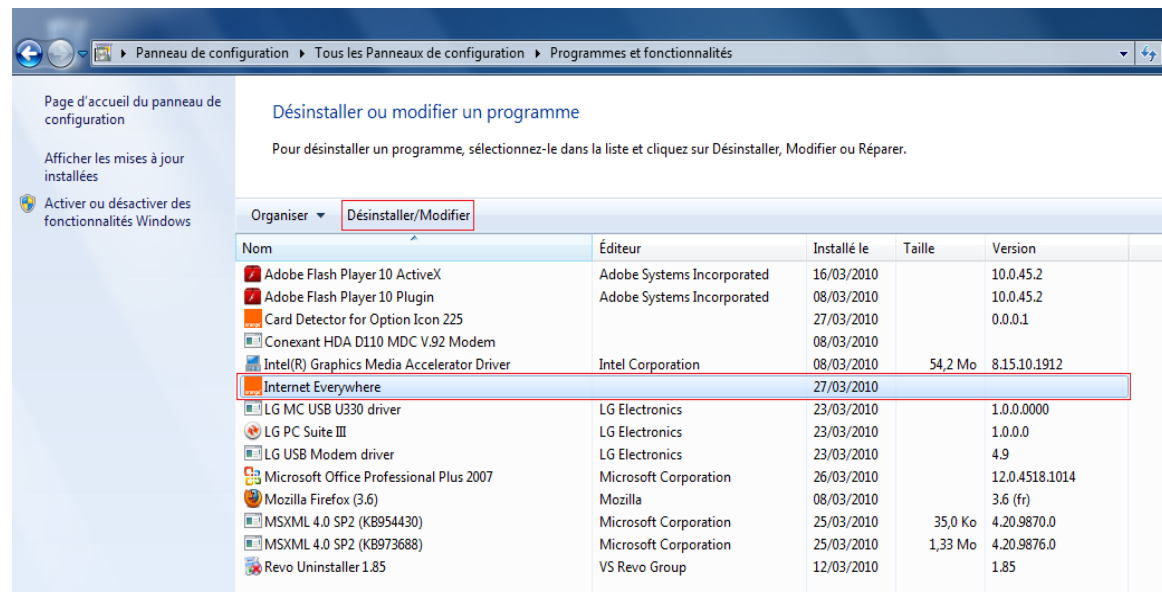 Panneau de configuration Tous les Panneaux de configuration Programmes et fonctionnalités
Page d'accueil du panneau de
configuration
Afficher les mises à jour
installées
Activer ou désactiver des
fonctionnalités Windows
Désinstaller ou modifier un programme
Pour désinstaller un programme, sélectionnez-le dans la liste et cliquez sur Désinstaller, Modifier ou Réparer.
Organiser Désinstaller/Modifier
Nom Éditeur Installé le Taille Version
Adobe Flash Player 10 ActiveX Adobe Systems Incorporated 16/03/2010 10.0.45.2
Adobe Flash Player 10 Plugin Adobe Systems Incorporated 08/03/2010 10.0.45.2
Card Detector for Option Icon 225 27/03/2010 0.0.0.1
Conexant HDA D110 MDC V.92 Modem 08/03/2010
Intel(R) Graphics Media Accelerator Driver Intel Corporation 08/03/2010 54,2 Mo 8.15.10.1912
Internet Everywhere 27/03/2010
LG MC USB U330 driver LG Electronics 23/03/2010 1.0.0.0000
LG PC Suite III LG Electronics 23/03/2010 1.0.0.0
LG USB Modem driver LG Electronics 23/03/2010 4.9
Microsoft Office Professional Plus 2007 Microsoft Corporation 26/03/2010 12.0.4518.1014
Mozilla Firefox (3.6) Mozilla 08/03/2010 3.6 (fr)
MSXML 4.0 SP2 (KB954430) Microsoft Corporation 25/03/2010 35,0 Ko 4.20.9870.0
MSXML 4.0 SP2 (KB973688) Microsoft Corporation 25/03/2010 1,33 Mo 4.20.9876.0
Revo Uninstaller 1.85 VS Revo Group 12/03/2010 1.85